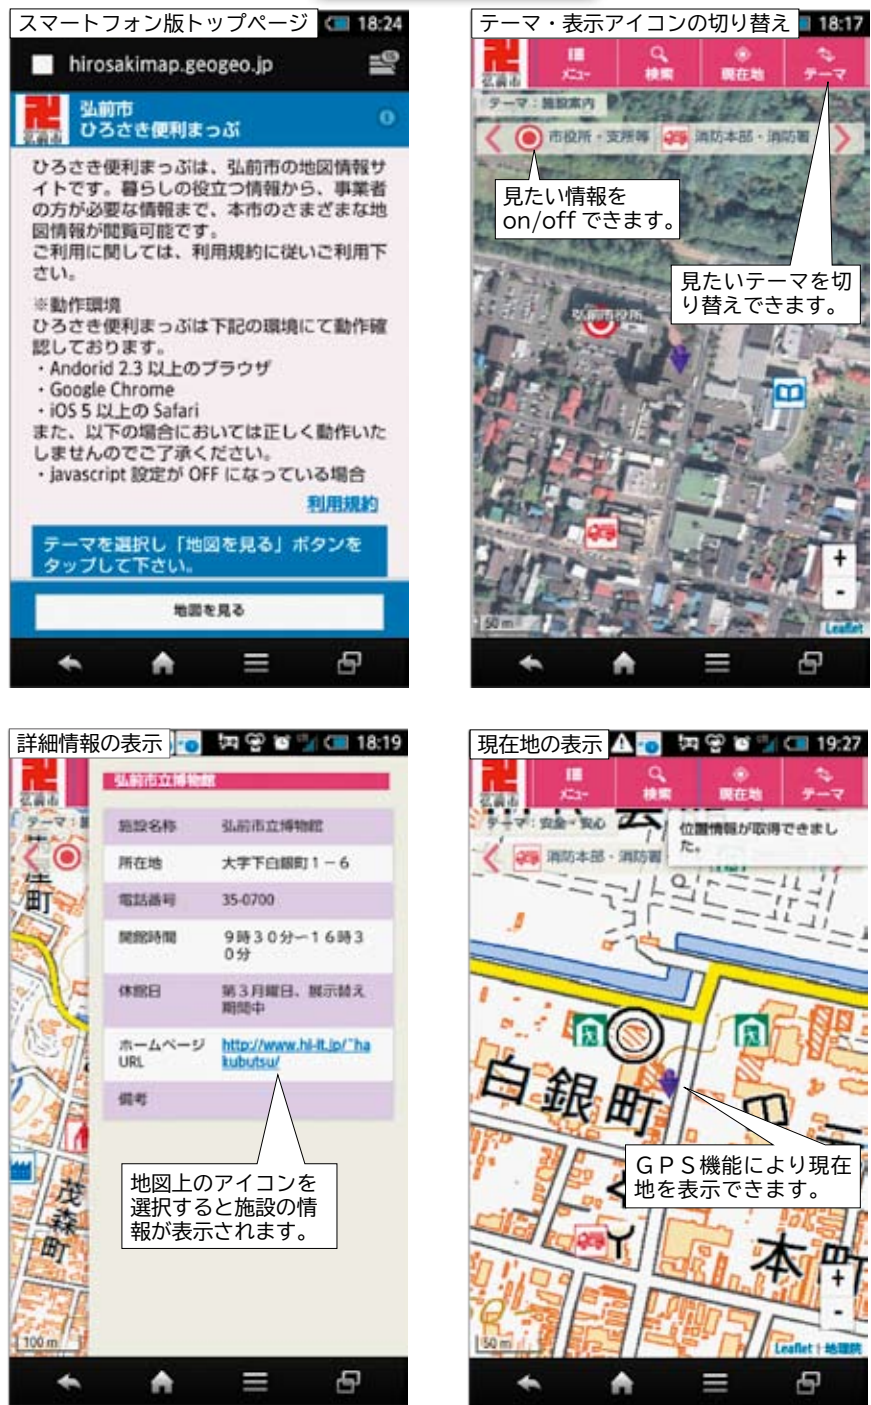 スマートフォン版トップページ
18:24
hirosakimap.geogeo.jp
弘前市
弘前市
ひろさき便利まっぷ
ひろさき便利まっぷは、弘前市の地図情報サ
イトです。暮らしの役立つ情報から、事業者
の方が必要な情報まで、本市のさまざまな地
図情報が閲覧可能です。
ご利用に関しては、利用規約に従いご利用下
さい。
※動作環境
ひろさき便利まっぷは下記の環境にて動作確
認しております。
・Andorid 2.3 以上のブラウザ
・Google Chrome
・iOS 5 以上の Safari
また、以下の場合においては正しく動作いた
しませんのでご了承ください。
・javascript 設定が OFF になっている場合
利用規約
テーマを選択し「地図を見る」ボタンを
タップして下さい。
地図を見る
テーマ・表示アイコンの切り替え
18:17
弘前市
メニュー
検索
現在地
テーマ
テーマ：施設案内
市役所・支所等
消防本部・消防署
見たい情報を
on/off できます。
見たいテーマを切
り替えできます。
弘前市役所
+
-
50 m
Leaflet
詳細情報の表示
18:19
弘前市
弘前市立博物館
テーマ：
施設名称 弘前市立博物館
所在地 大字下白銀町１－６
電話番号 35-0700
開館時間 ９時３０分ー１６時３
０分
休館日 第３月曜日、展示替え
期間中
ホームページ
URL
http://www.hi-it.jp/~ha
kubutsu/
備考
地図上のアイコンを
選択すると施設の情
報が表示されます。
町
茂森町
100 m
現在地の表示
19:27
弘前市
メニュー
検索
現在地
テーマ
テーマ：安全・安心
位置情報が取得できまし
た。
消防本部・消防署
白銀町
ＧＰＳ機能により現在
地を表示できます。
本町
+
-
50 m
Leaflet | 地理院